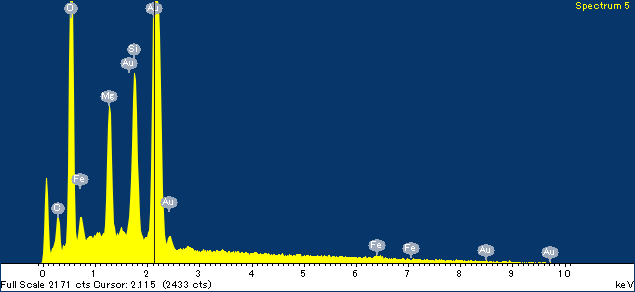 Spectrum 5
O Au
Si
Au
Mg
Fe
Au
C
Fe Fe Au Au
0 1 2 3 4 5 6 7 8 9 10
Full Scale 2171 cts Cursor: 2.115 (2433 cts) keV